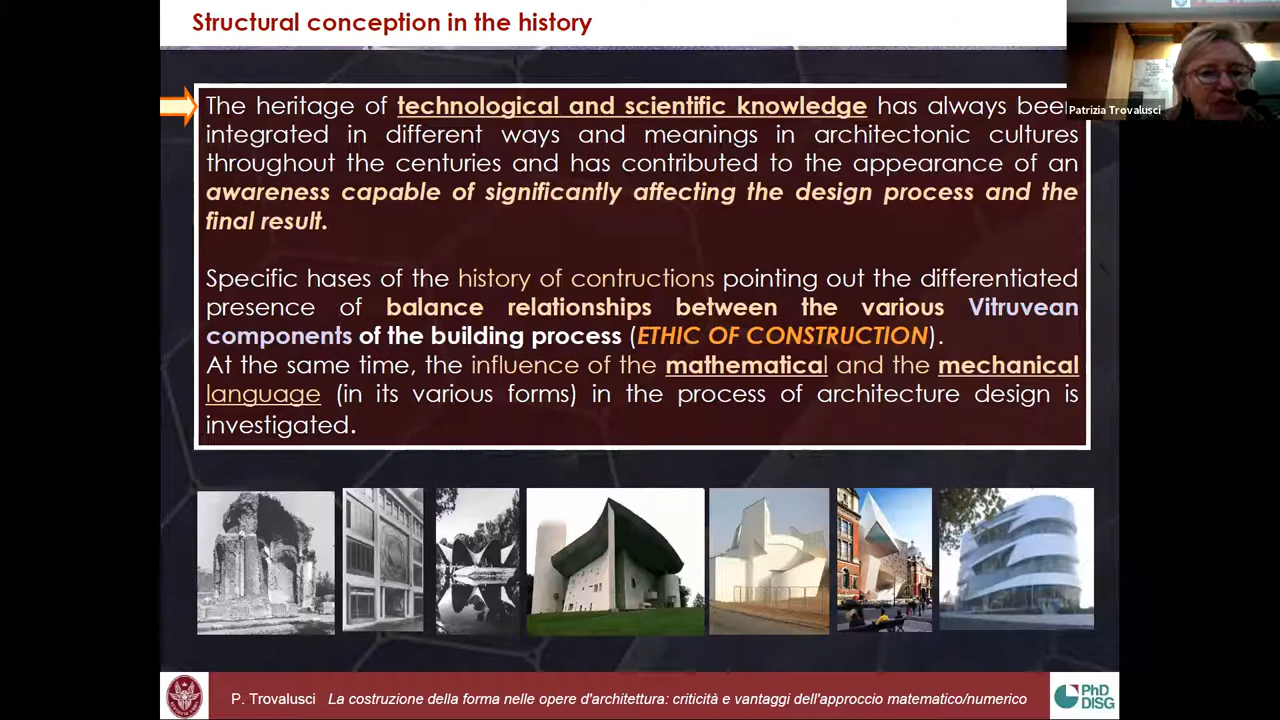 Structural conception in the history
Patrizia Trovalusci
The heritage of technological and scientific knowledge has always been
integrated in different ways and meanings in architectonic cultures
throughout the centuries and has contributed to the appearance of an
awareness capable of significantly affecting the design process and the
final result.
Specific hases of the history of contructions pointing out the differentiated
presence of balance relationships between the various Vitruvean
components of the building process (ETHIC OF CONSTRUCTION).
At the same time, the influence of the mathematical and the mechanical
language (in its various forms) in the process of architecture design is
investigated.
P. Trovalusci La costruzione della forma nelle opere d'architettura: criticità e vantaggi dell'approccio matematico/numerico
PhD
DISG